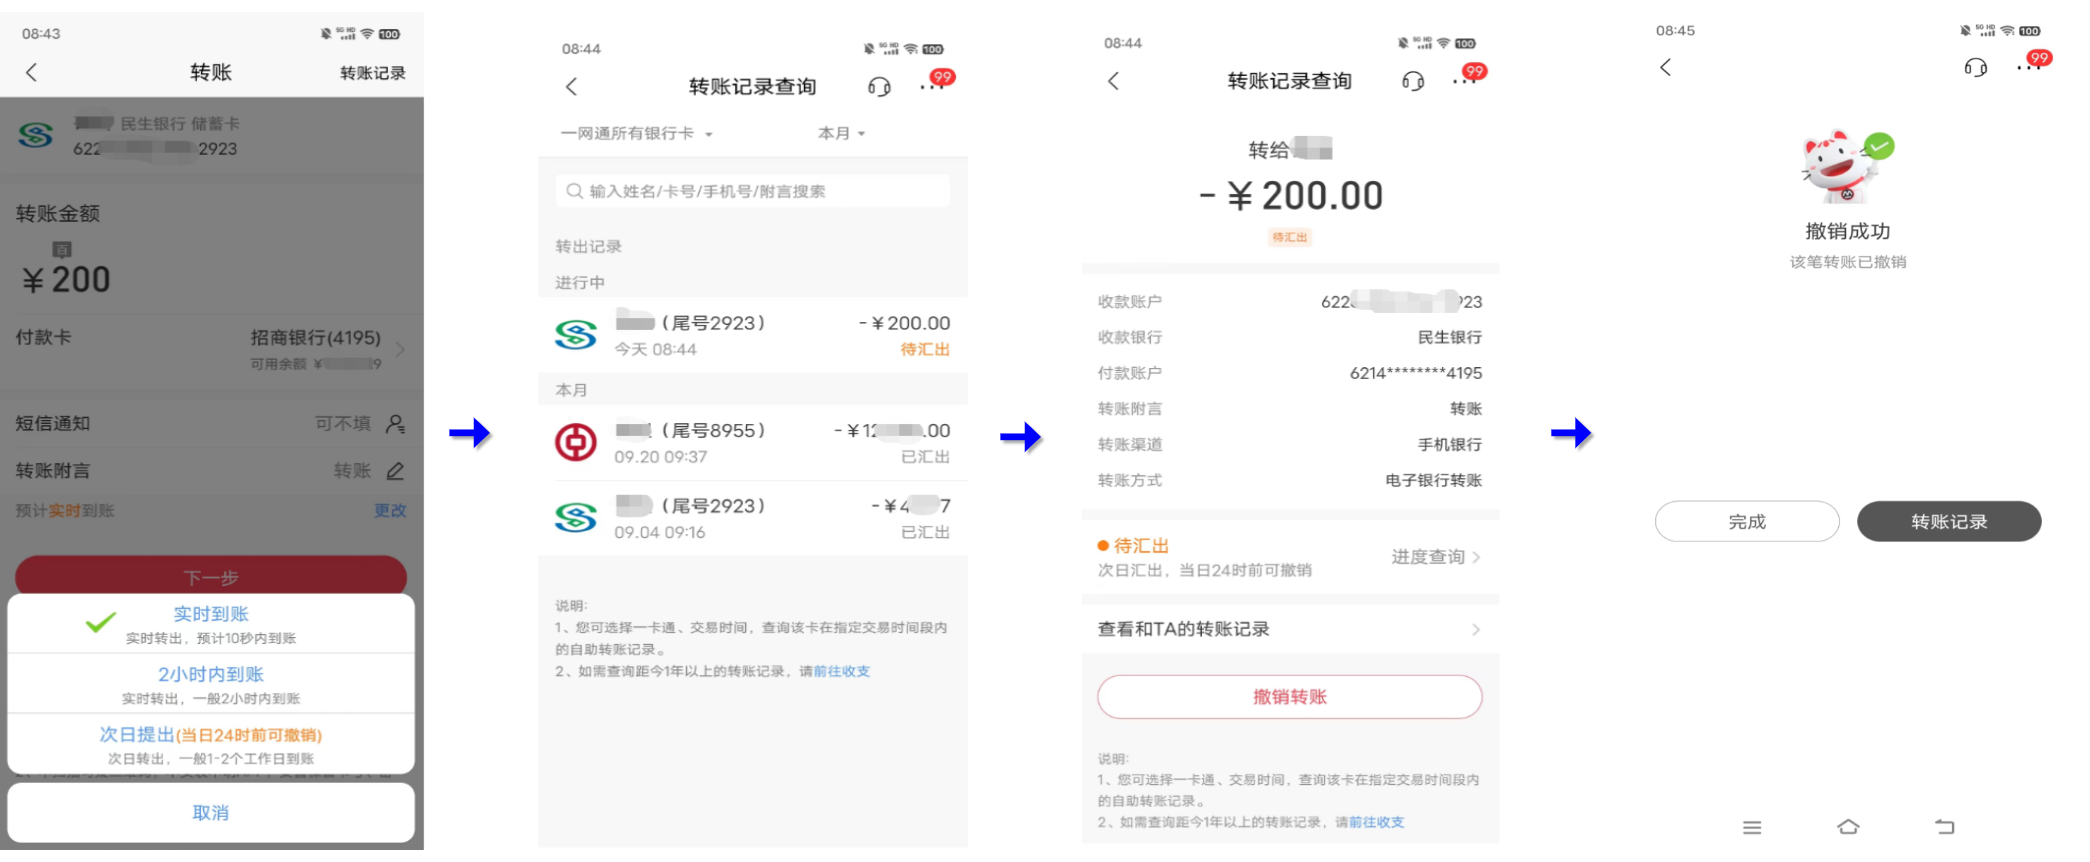 08:43
5G HD 100
转账
转账记录
民生银行 储蓄卡
622 2923
转账金额
百
￥200
付款卡
招商银行(4195)
可用余额 ￥ 9
短信通知
可不填
转账附言
转账
预计实时到账
更改
下一步
实时到账
实时转出，预计10秒内到账
2小时内到账
实时转出，一般2小时内到账
次日提出(当日24时前可撤销)
次日转出，一般1-2个工作日到账
取消
08:44
5G HD 100
转账记录查询
99
一网通所有银行卡
本月
输入姓名/卡号/手机号/附言搜索
转出记录
进行中
（尾号2923）
-￥200.00
今天 08:44
待汇出
本月
（尾号8955）
-￥12 .00
09.20 09:37
已汇出
（尾号2923）
-￥4 7
09.04 09:16
已汇出
说明:
1、您可选择一卡通、交易时间，查询该卡在指定交易时间段内
的自助转账记录。
2、如需查询距今1年以上的转账记录，请前往收支
08:44
5G HD 100
转账记录查询
99
转给
-￥200.00
待汇出
收款账户
622 923
收款银行
民生银行
付款账户
6214********4195
转账附言
转账
转账渠道
手机银行
转账方式
电子银行转账
待汇出
次日汇出，当日24时前可撤销
进度查询
查看和TA的转账记录
撤销转账
说明:
1、您可选择一卡通、交易时间，查询该卡在指定交易时间段内
的自助转账记录。
2、如需查询距今1年以上的转账记录，请前往收支
08:45
5G HD 100
99
撤销成功
该笔转账已撤销
完成
转账记录